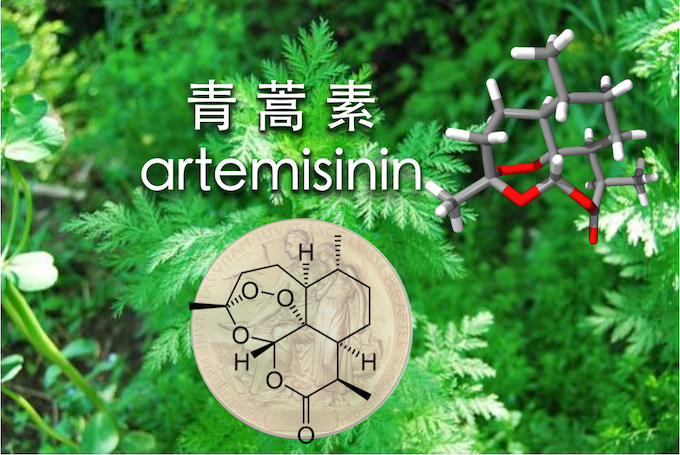 青蒿素
artemisinin
H
O O
O
H H
O
O